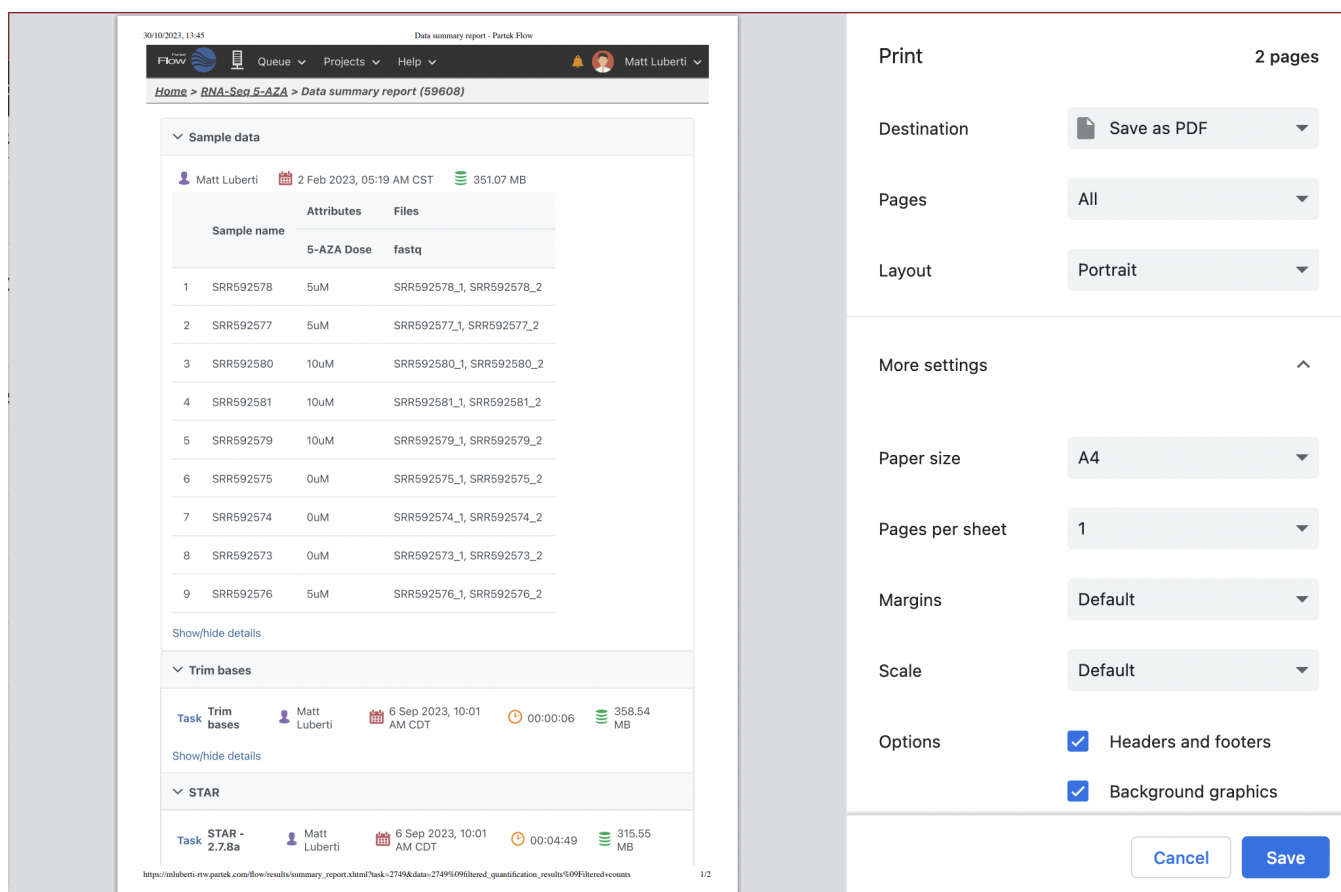 30/10/2023, 13:45 Data summary report - Partek Flow
Partek
Flow Queue Projects Help Matt Luberti
Home > RNA-Seq 5-AZA > Data summary report (59608)
Sample data
Matt Luberti 2 Feb 2023, 05:19 AM CST 351.07 MB
Attributes Files
Sample name
5-AZA Dose fastq
1 SRR592578 5uM SRR592578_1, SRR592578_2
2 SRR592577 5uM SRR592577_1, SRR592577_2
3 SRR592580 10uM SRR592580_1, SRR592580_2
4 SRR592581 10uM SRR592581_1, SRR592581_2
5 SRR592579 10uM SRR592579_1, SRR592579_2
6 SRR592575 0uM SRR592575_1, SRR592575_2
7 SRR592574 0uM SRR592574_1, SRR592574_2
8 SRR592573 0uM SRR592573_1, SRR592573_2
9 SRR592576 5uM SRR592576_1, SRR592576_2
Show/hide details
Trim bases
Task Trim bases Matt Luberti 6 Sep 2023, 10:01 AM CDT 00:00:06 358.54 MB
Show/hide details
STAR
Task STAR - 2.7.8a Matt Luberti 6 Sep 2023, 10:01 AM CDT 00:04:49 315.55 MB
https://mluberti-rtw.partek.com/flow/results/summary_report.xhtml?task=2749&data=2749%09filtered_quantification_results%09Filtered+counts 1/2
Print 2 pages
Destination Save as PDF
Pages All
Layout Portrait
More settings
Paper size A4
Pages per sheet 1
Margins Default
Scale Default
Options Headers and footers
Background graphics
Cancel Save